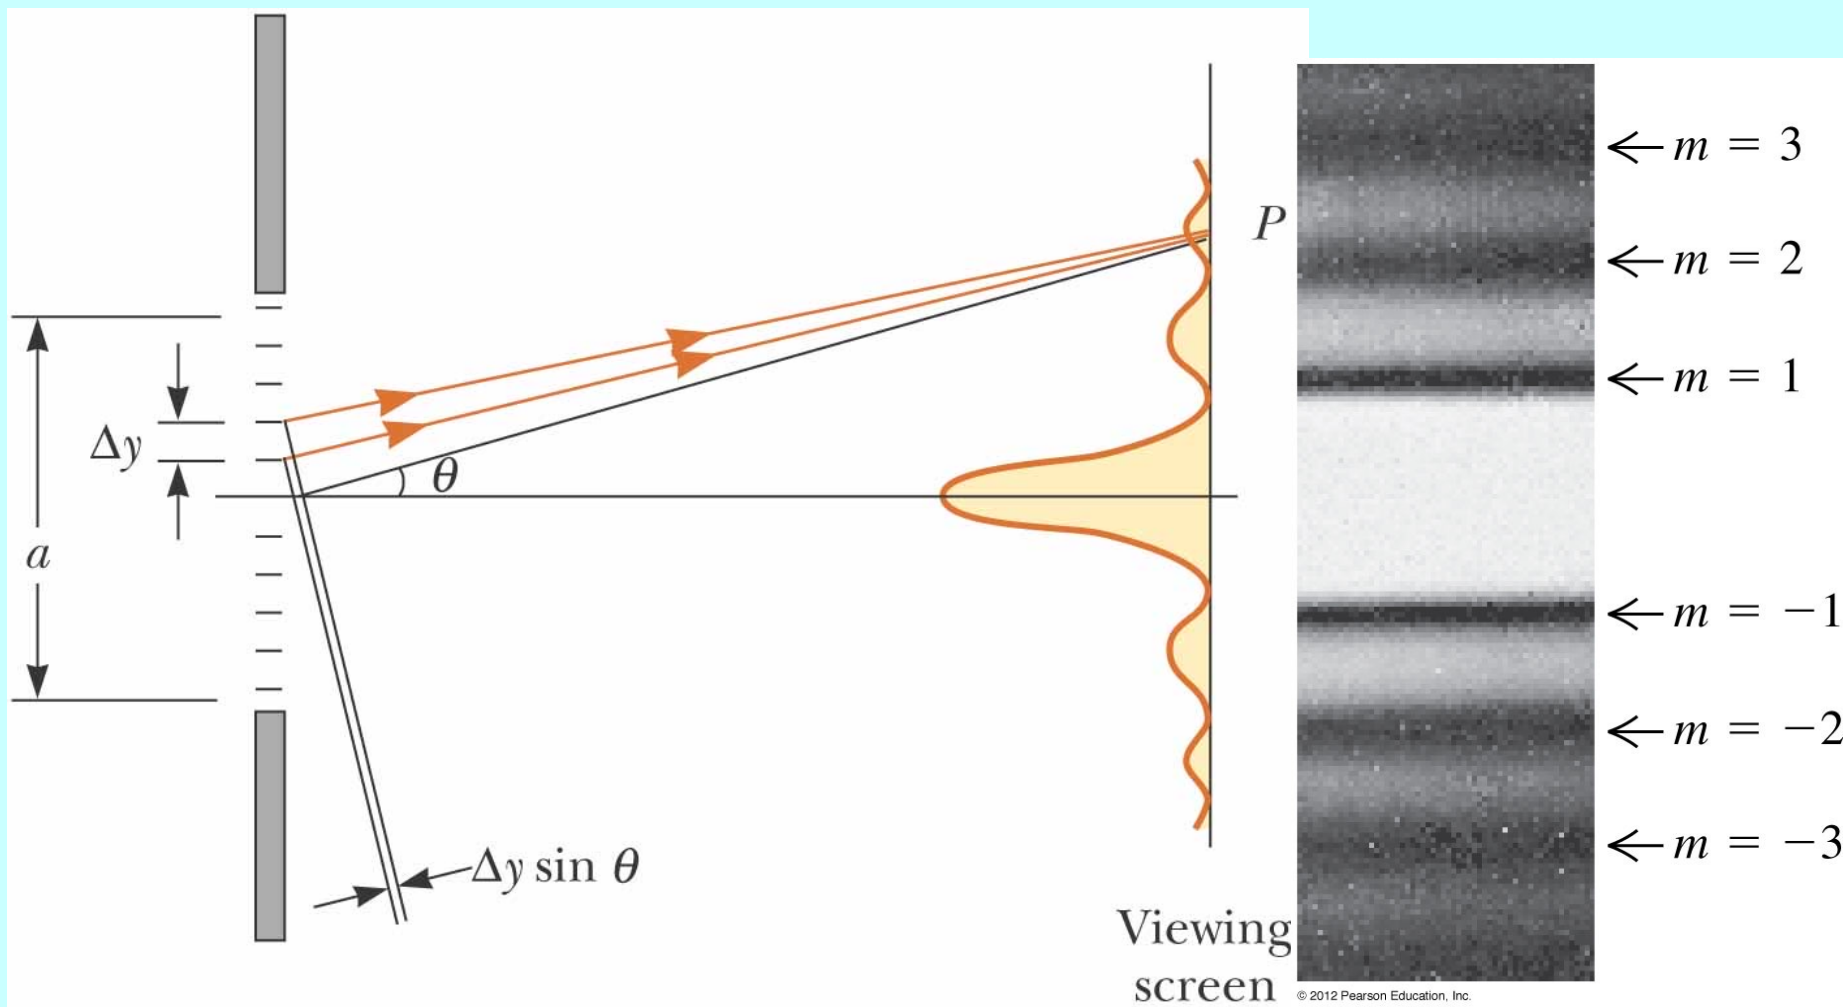 a
Δy
θ
Δy sin θ
P
Viewing
screen
m = 3
m = 2
m = 1
m = −1
m = −2
m = −3
© 2012 Pearson Education, Inc.